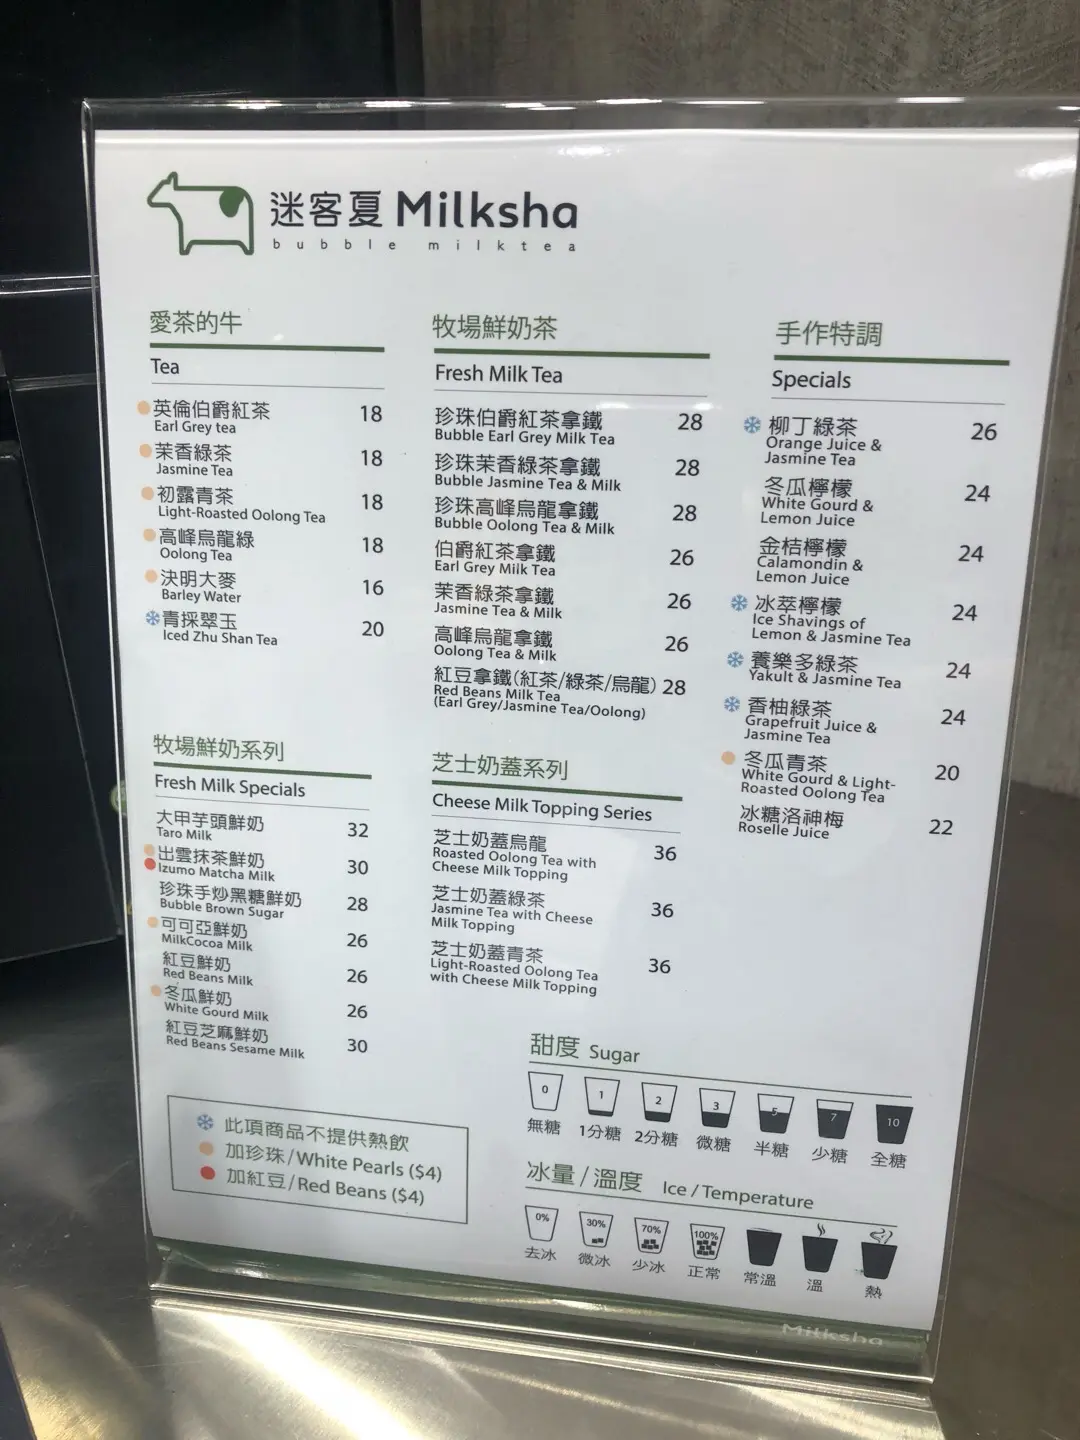 迷客夏 Milksha
bubble milktea
愛茶的牛
Tea
英倫伯爵紅茶 18
Earl Grey tea
茉香綠茶 18
Jasmine Tea
初露青茶 18
Light-Roasted Oolong Tea
高峰烏龍綠 18
Oolong Tea
決明大麥 16
Barley Water
青採翠玉 20
Iced Zhu Shan Tea
牧場鮮奶茶
Fresh Milk Tea
珍珠伯爵紅茶拿鐵 28
Bubble Earl Grey Milk Tea
珍珠茉香綠茶拿鐵 28
Bubble Jasmine Tea & Milk
珍珠高峰烏龍拿鐵 28
Bubble Oolong Tea & Milk
伯爵紅茶拿鐵 26
Earl Grey Milk Tea
茉香綠茶拿鐵 26
Jasmine Tea & Milk
高峰烏龍拿鐵 26
Oolong Tea & Milk
紅豆拿鐵(紅茶/綠茶/烏龍) 28
Red Beans Milk Tea
(Earl Grey/Jasmine Tea/Oolong)
手作特調
Specials
柳丁綠茶 26
Orange Juice &
Jasmine Tea
冬瓜檸檬 24
White Gourd &
Lemon Juice
金桔檸檬 24
Calamondin &
Lemon Juice
冰萃檸檬 24
Ice Shavings of
Lemon & Jasmine Tea
養樂多綠茶 24
Yakult & Jasmine Tea
香柚綠茶 24
Grapefruit Juice &
Jasmine Tea
冬瓜青茶 20
White Gourd & Light-
Roasted Oolong Tea
冰糖洛神梅 22
Roselle Juice
牧場鮮奶系列
Fresh Milk Specials
大甲芋頭鮮奶 32
Taro Milk
出雲抹茶鮮奶 30
Izumo Matcha Milk
珍珠手炒黑糖鮮奶 28
Bubble Brown Sugar
可可亞鮮奶 26
MilkCocoa Milk
紅豆鮮奶 26
Red Beans Milk
冬瓜鮮奶 26
White Gourd Milk
紅豆芝麻鮮奶 30
Red Beans Sesame Milk
芝士奶蓋系列
Cheese Milk Topping Series
芝士奶蓋烏龍 36
Roasted Oolong Tea with
Cheese Milk Topping
芝士奶蓋綠茶 36
Jasmine Tea with Cheese
Milk Topping
芝士奶蓋青茶 36
Light-Roasted Oolong Tea
with Cheese Milk Topping
此項商品不提供熱飲
加珍珠/White Pearls ($4)
加紅豆/Red Beans ($4)
甜度 Sugar
0 1 2 3 5 7 10
無糖 1分糖 2分糖 微糖 半糖 少糖 全糖
冰量/溫度 Ice/Temperature
0% 30% 70% 100%
去冰 微冰 少冰 正常 常溫 溫 熱
Milksha